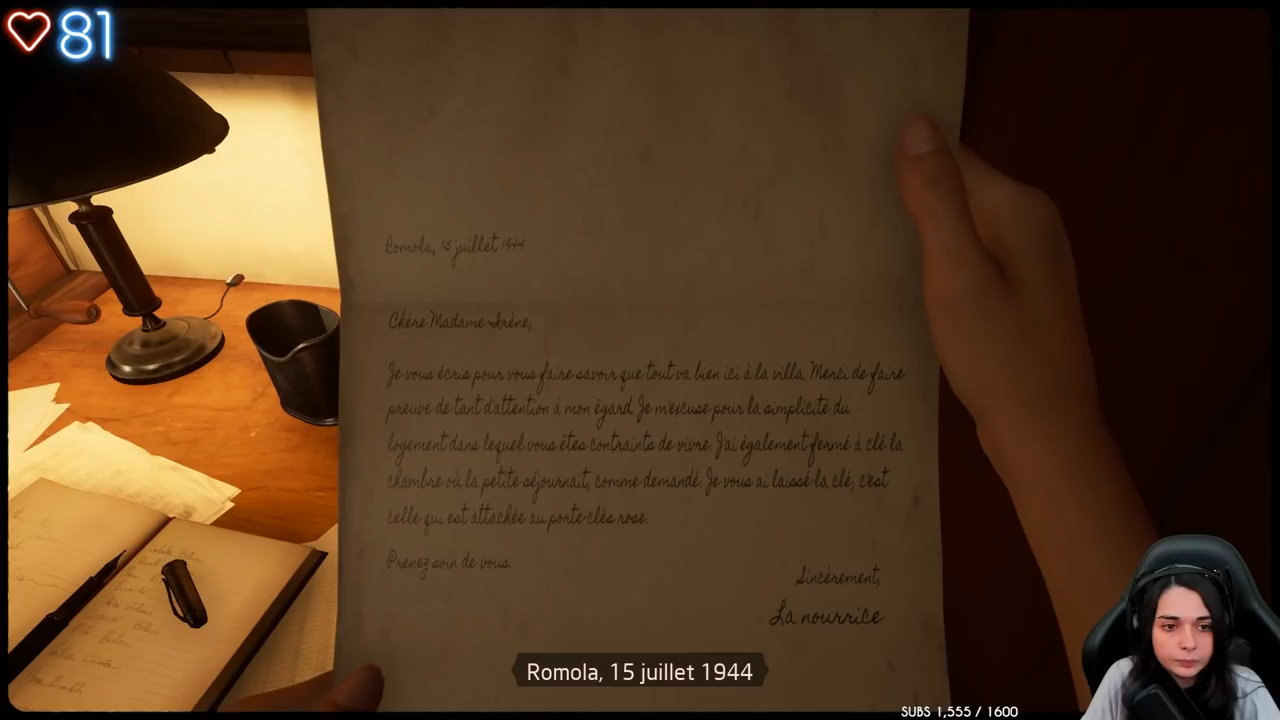 81
Romola, 15 juillet 1944
Chère Madame Irène,
Je vous écris pour vous faire savoir que tout va bien ici à la villa. Merci de faire
preuve de tant d'attention à mon égard. Je m'excuse pour la simplicité du
logement dans lequel vous êtes contraints de vivre. J'ai également fermé à clé la
chambre où la petite séjournait, comme demandé. Je vous ai laissé la clé, c'est
celle qui est attachée au porte-clés rose.
Prenez soin de vous.
Sincèrement,
La nourrice
Romola, 15 juillet 1944
SUBS 1,555 / 1600